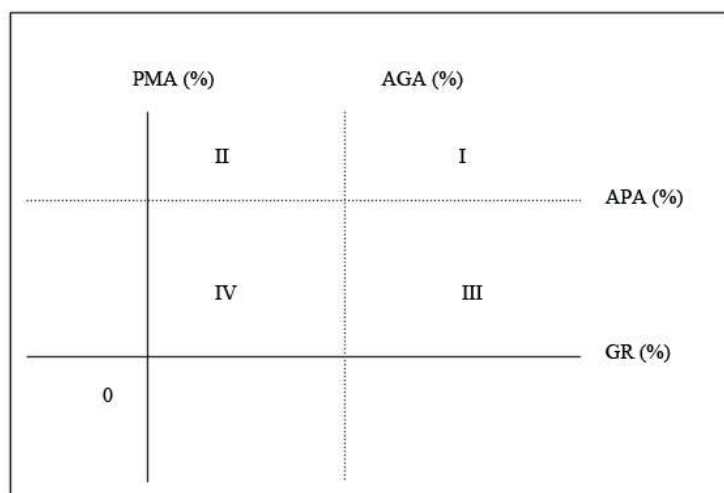 PMA (%) AGA (%)
II I
APA (%)
IV III
GR (%)
0